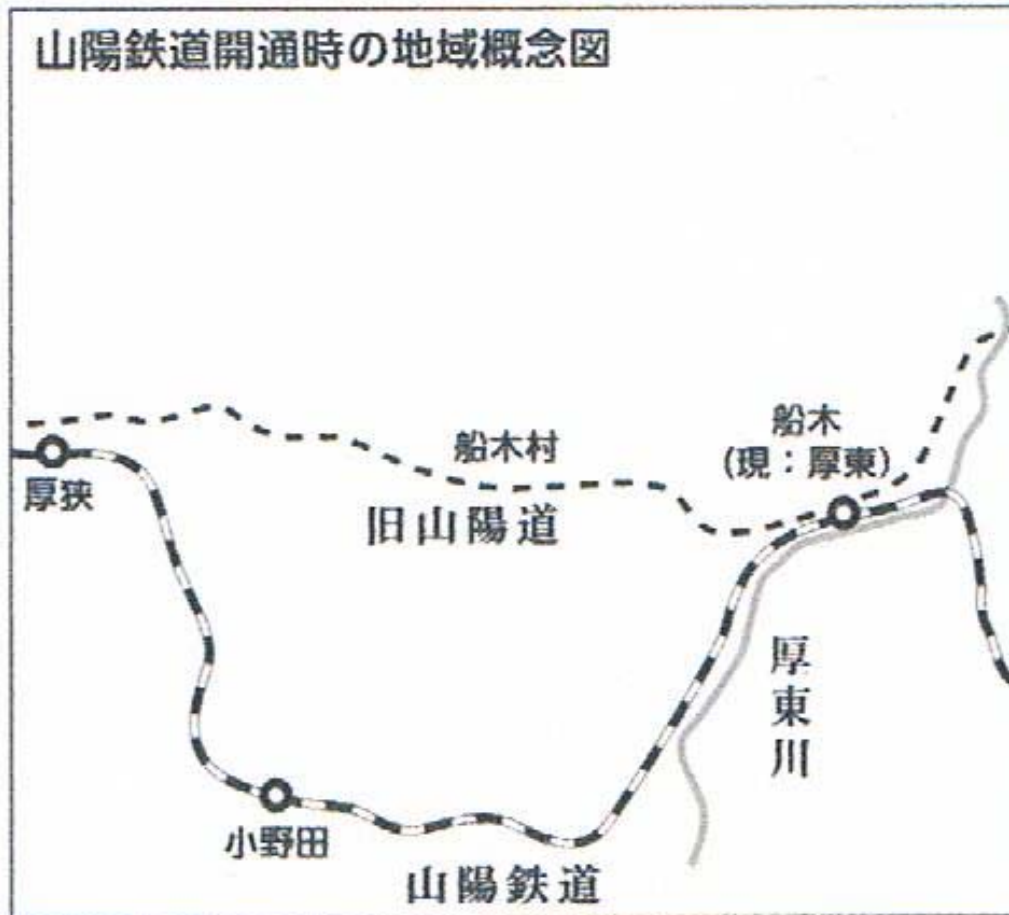 山陽鉄道開通時の地域概念図
船木
(現：厚東)
船木村
厚狭
旧山陽道
厚東川
小野田
山陽鉄道